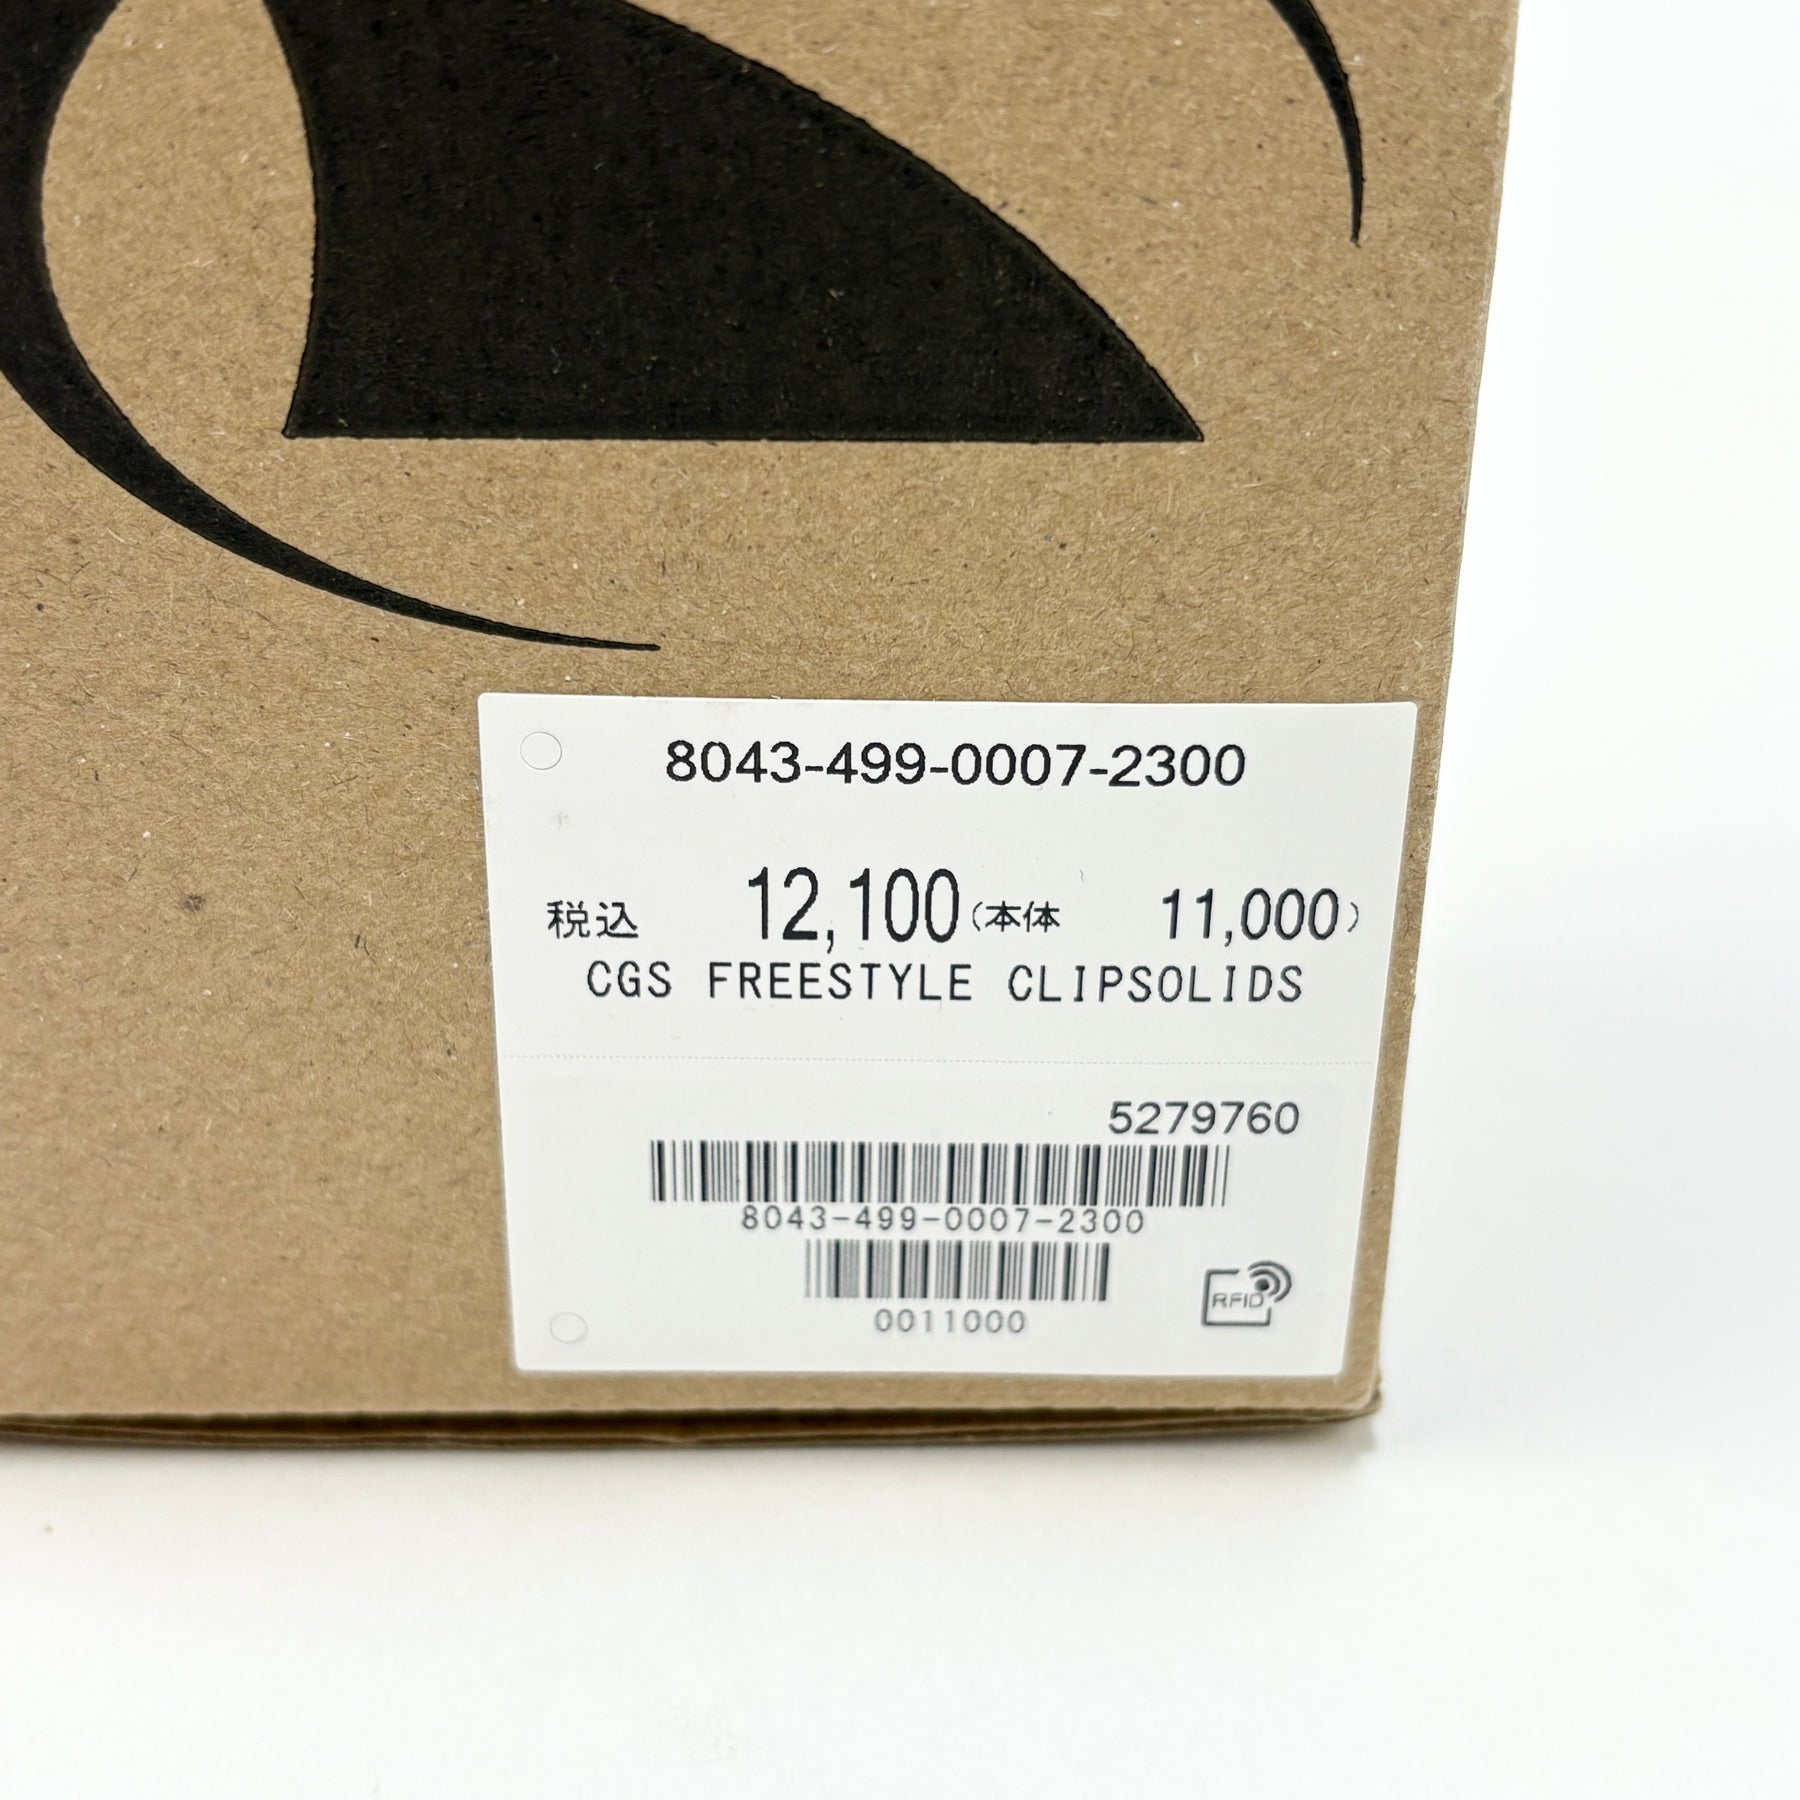 8043-499-0007-2300
税込 12,100(本体 11,000)
CGS FREESTYLE CLIPSOLIDS
5279760
8043-499-0007-2300
0011000
RFID